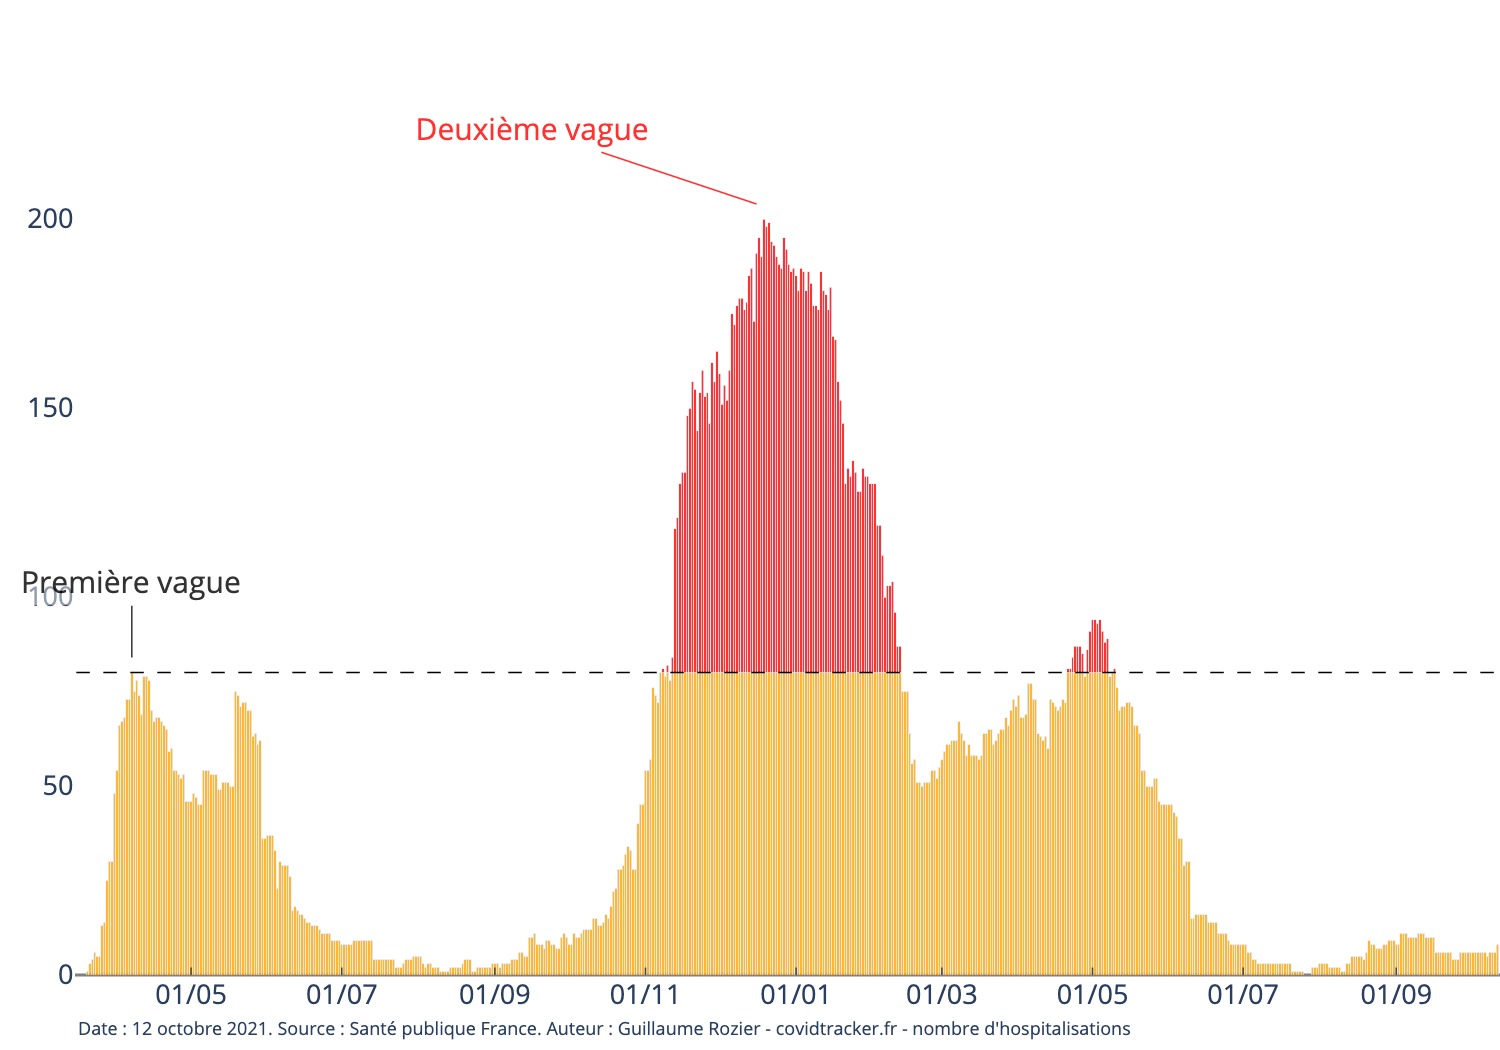 Deuxième vague
200
150
Première vague
100
50
0
01/05 01/07 01/09 01/11 01/01 01/03 01/05 01/07 01/09
Date : 12 octobre 2021. Source : Santé publique France. Auteur : Guillaume Rozier - covidtracker.fr - nombre d'hospitalisations